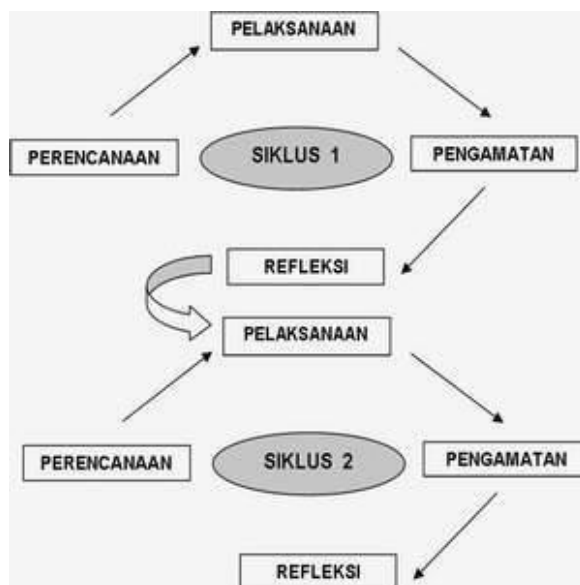 PELAKSANAAN
PERENCANAAN
SIKLUS 1
PENGAMATAN
REFLEKSI
PELAKSANAAN
PERENCANAAN
SIKLUS 2
PENGAMATAN
REFLEKSI